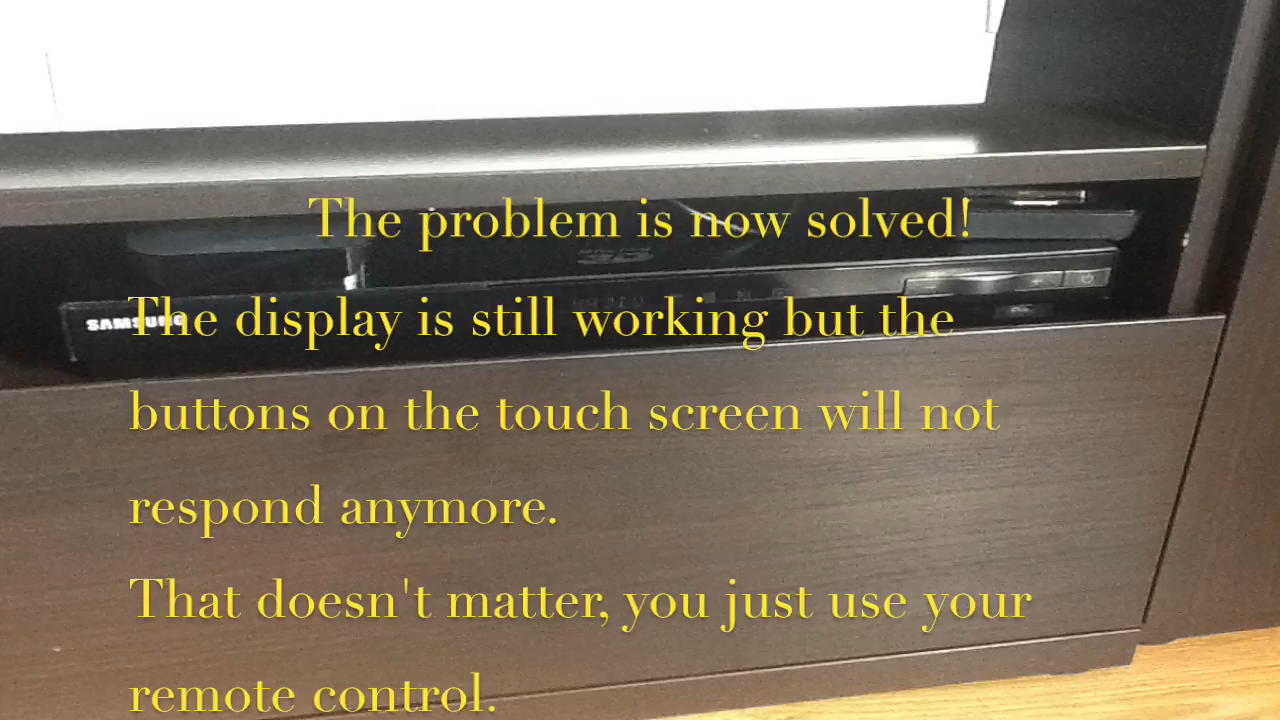 The problem is now solved!
SAMSUNG
The display is still working but the
buttons on the touch screen will not
respond anymore.
That doesn't matter, you just use your
remote control.